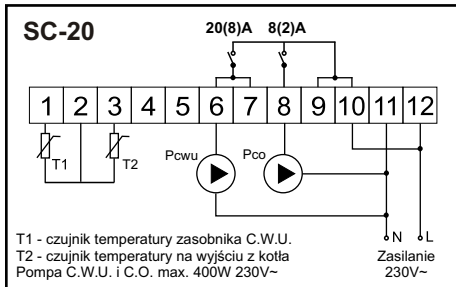 SC-20
20(8)A 8(2)A
1 2 3 4 5 6 7 8 9 10 11 12
T1 T2 Pcwu Pco
N L
T1 - czujnik temperatury zasobnika C.W.U.
T2 - czujnik temperatury na wyjściu z kotła
Pompa C.W.U. i C.O. max. 400W 230V~
Zasilanie
230V~